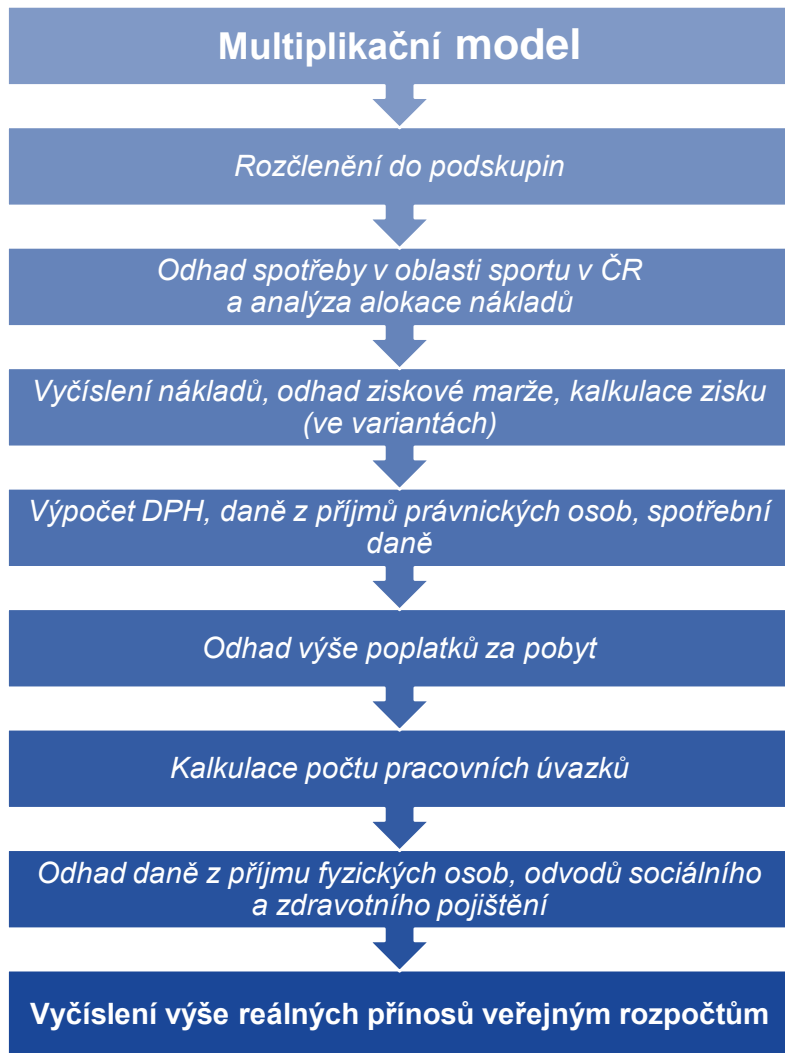 Multiplikační model
Rozčlenění do podskupin
Odhad spotřeby v oblasti sportu v ČR
a analýza alokace nákladů
Vyčíslení nákladů, odhad ziskové marže, kalkulace zisku
(ve variantách)
Výpočet DPH, daně z příjmů právnických osob, spotřební
daně
Odhad výše poplatků za pobyt
Kalkulace počtu pracovních úvazků
Odhad daně z příjmu fyzických osob, odvodů sociálního
a zdravotního pojištění
Vyčíslení výše reálných přínosů veřejným rozpočtům